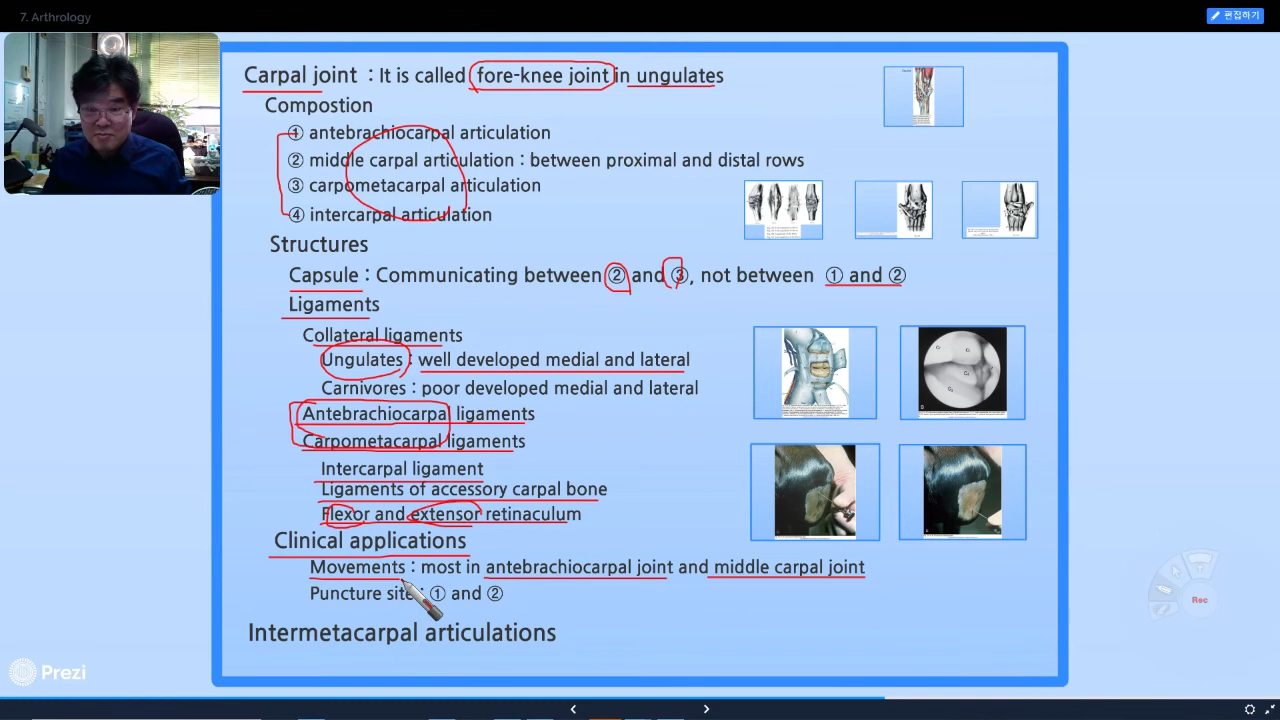 7. Arthrology
편집하기
Carpal joint : It is called fore-knee joint in ungulates
Compostion
① antebrachiocarpal articulation
② middle carpal articulation : between proximal and distal rows
③ carpometacarpal articulation
④ intercarpal articulation
Structures
Capsule : Communicating between ② and ③, not between ① and ②
Ligaments
Collateral ligaments
Ungulates : well developed medial and lateral
Carnivores : poor developed medial and lateral
Antebrachiocarpal ligaments
Carpometacarpal ligaments
Intercarpal ligament
Ligaments of accessory carpal bone
Flexor and extensor retinaculum
Clinical applications
Movements : most in antebrachiocarpal joint and middle carpal joint
Puncture site : ① and ②
Intermetacarpal articulations
Rec
Prezi